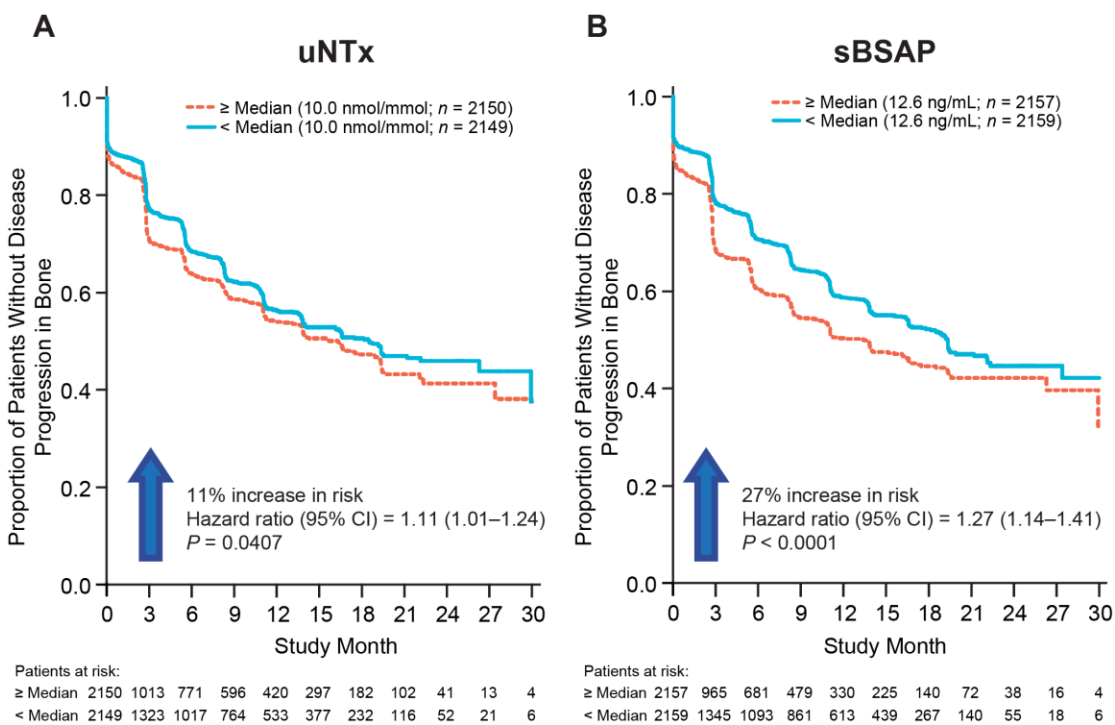 A
uNTx
≥ Median (10.0 nmol/mmol; n = 2150)
< Median (10.0 nmol/mmol; n = 2149)
Proportion of Patients Without Disease
Progression in Bone
1.0
0.8
0.6
0.4
0.2
0.0
11% increase in risk
Hazard ratio (95% CI) = 1.11 (1.01–1.24)
P = 0.0407
0 3 6 9 12 15 18 21 24 27 30
Study Month
Patients at risk:
≥ Median 2150 1013 771 596 420 297 182 102 41 13 4
< Median 2149 1323 1017 764 533 377 232 116 52 21 6
B
sBSAP
≥ Median (12.6 ng/mL; n = 2157)
< Median (12.6 ng/mL; n = 2159)
Proportion of Patients Without Disease
Progression in Bone
1.0
0.8
0.6
0.4
0.2
0.0
27% increase in risk
Hazard ratio (95% CI) = 1.27 (1.14–1.41)
P < 0.0001
0 3 6 9 12 15 18 21 24 27 30
Study Month
Patients at risk:
≥ Median 2157 965 681 479 330 225 140 72 38 16 4
< Median 2159 1345 1093 861 613 439 267 140 55 18 6